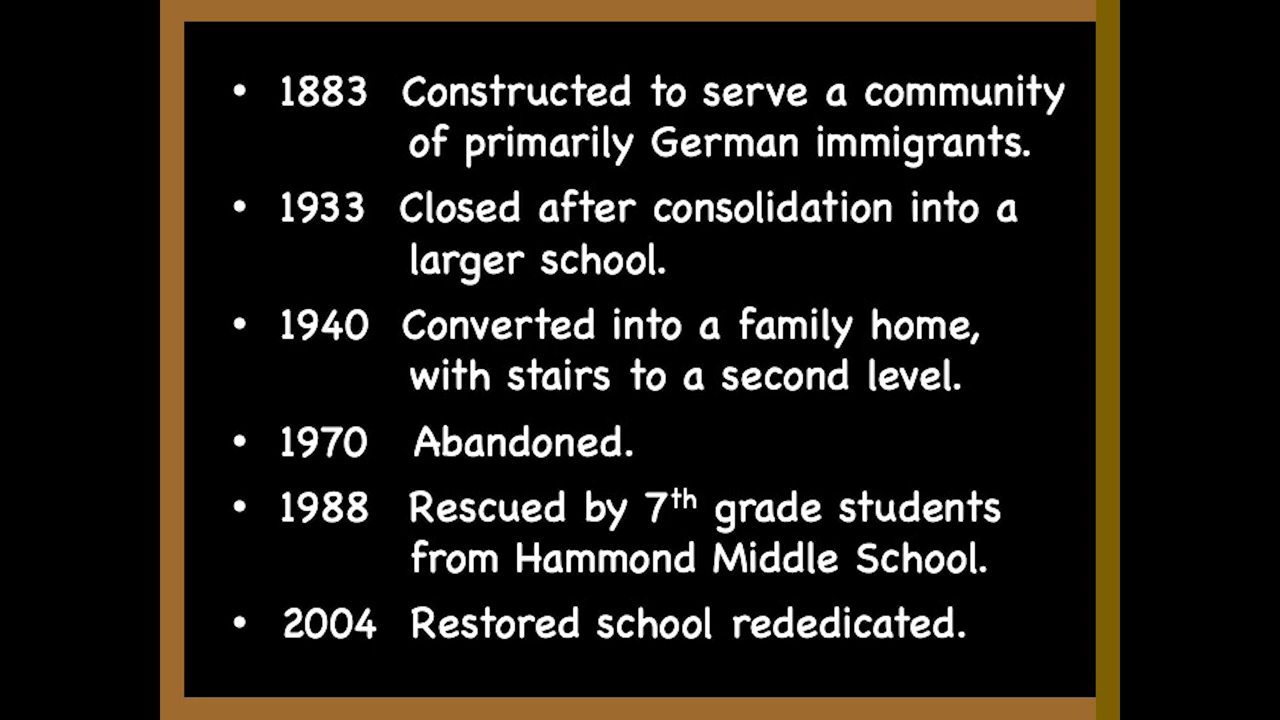 • 1883 Constructed to serve a community
of primarily German immigrants.
• 1933 Closed after consolidation into a
larger school.
• 1940 Converted into a family home,
with stairs to a second level.
• 1970 Abandoned.
• 1988 Rescued by 7th grade students
from Hammond Middle School.
• 2004 Restored school rededicated.